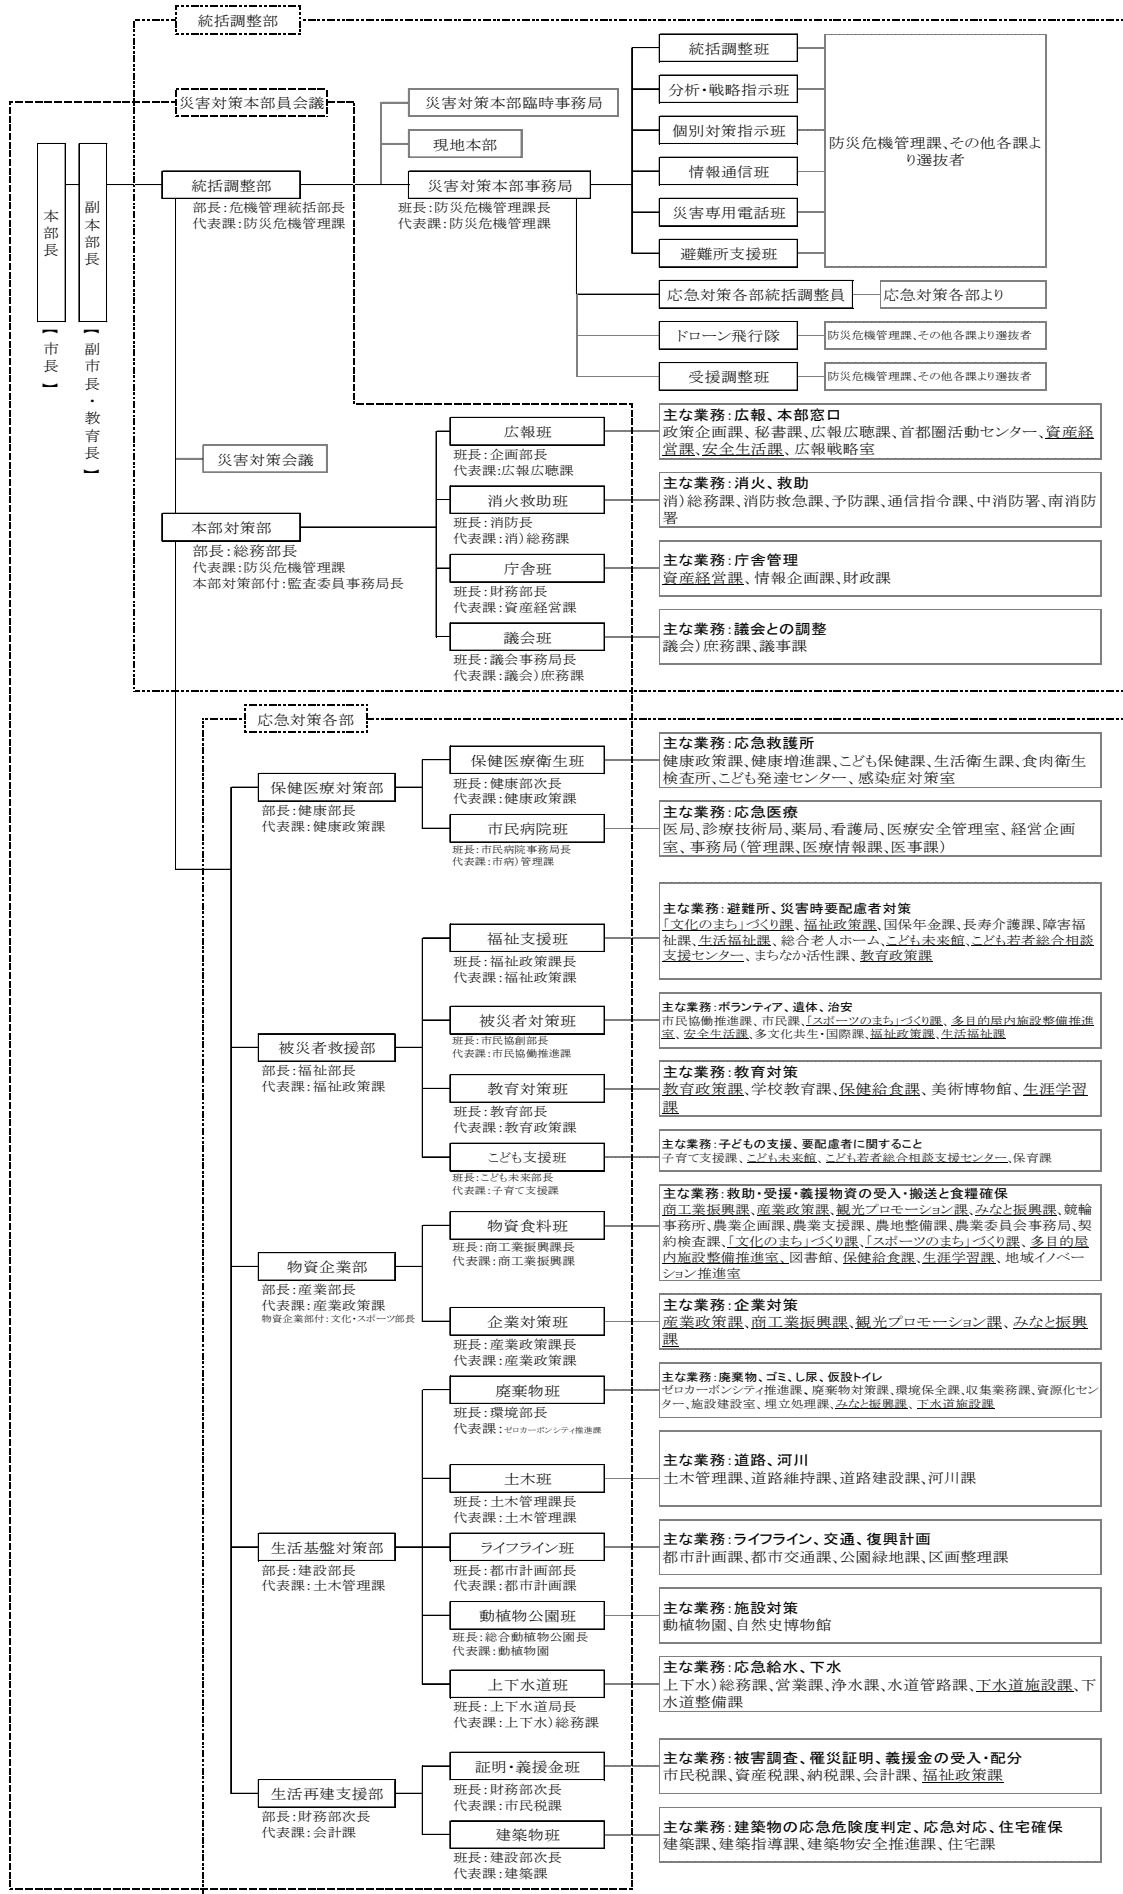 統括調整部
災害対策本部員会議
本部長
【市長】
副本部長
【副市長・教育長】
統括調整部
部長:危機管理統括部長
代表課:防災危機管理課
災害対策本部臨時事務局
現地本部
災害対策本部事務局
班長:防災危機管理課長
代表課:防災危機管理課
統括調整班
分析・戦略指示班
個別対策指示班
情報通信班
災害専用電話班
避難所支援班
防災危機管理課、その他各課よ
り選抜者
応急対策各部統括調整員
応急対策各部より
ドローン飛行隊
防災危機管理課、その他各課より選抜者
受援調整班
防災危機管理課、その他各課より選抜者
災害対策会議
本部対策部
部長:総務部長
代表課:防災危機管理課
本部対策部付:監査委員事務局長
広報班
班長:企画部長
代表課:広報広聴課
主な業務:広報、本部窓口
政策企画課、秘書課、広報広聴課、首都圏活動センター、資産経
営課、安全生活課、広報戦略室
消火救助班
班長:消防長
代表課:消)総務課
主な業務:消火、救助
消)総務課、消防救急課、予防課、通信指令課、中消防署、南消防
署
庁舎班
班長:財務部長
代表課:資産経営課
主な業務:庁舎管理
資産経営課、情報企画課、財政課
議会班
班長:議会事務局長
代表課:議会)庶務課
主な業務:議会との調整
議会)庶務課、議事課
応急対策各部
保健医療対策部
部長:健康部長
代表課:健康政策課
保健医療衛生班
班長:健康部次長
代表課:健康政策課
主な業務:応急救護所
健康政策課、健康増進課、こども保健課、生活衛生課、食肉衛生
検査所、こども発達センター、感染症対策室
市民病院班
班長:市民病院事務局長
代表課:市病)管理課
主な業務:応急医療
医局、診療技術局、薬局、看護局、医療安全管理室、経営企画
室、事務局(管理課、医療情報課、医事課)
被災者救援部
部長:福祉部長
代表課:福祉政策課
福祉支援班
班長:福祉政策課長
代表課:福祉政策課
主な業務:避難所、災害時要配慮者対策
「文化のまち」づくり課、福祉政策課、国保年金課、長寿介護課、障害福
祉課、生活福祉課、総合老人ホーム、こども未来館、こども若者総合相談
支援センター、まちなか活性課、教育政策課
被災者対策班
班長:市民協創部長
代表課:市民協働推進課
主な業務:ボランティア、遺体、治安
市民協働推進課、市民課、「スポーツのまち」づくり課、多目的屋内施設整備推進
室、安全生活課、多文化共生・国際課、福祉政策課、生活福祉課
教育対策班
班長:教育部長
代表課:教育政策課
主な業務:教育対策
教育政策課、学校教育課、保健給食課、美術博物館、生涯学習
課
こども支援班
班長:こども未来部長
代表課:子育て支援課
主な業務:子どもの支援、要配慮者に関すること
子育て支援課、こども未来館、こども若者総合相談支援センター、保育課
物資企業部
部長:産業部長
代表課:産業政策課
物資企業部付:文化・スポーツ部長
物資食料班
班長:商工業振興課長
代表課:商工業振興課
主な業務:救助・受援・義援物資の受入・搬送と食糧確保
商工業振興課、産業政策課、観光プロモーション課、みなと振興課、競輪
事務所、農業企画課、農業支援課、農地整備課、農業委員会事務局、契
約検査課、「文化のまち」づくり課、「スポーツのまち」づくり課、多目的屋
内施設整備推進室、図書館、保健給食課、生涯学習課、地域イノベー
ション推進室
企業対策班
班長:産業政策課長
代表課:産業政策課
主な業務:企業対策
産業政策課、商工業振興課、観光プロモーション課、みなと振興
課
生活基盤対策部
部長:建設部長
代表課:土木管理課
廃棄物班
班長:環境部長
代表課:ゼロカーボンシティ推進課
主な業務:廃棄物、ゴミ、し尿、仮設トイレ
ゼロカーボンシティ推進課、廃棄物対策課、環境保全課、収集業務課、資源化セン
ター、施設建設室、埋立処理課、みなと振興課、下水道施設課
土木班
班長:土木管理課長
代表課:土木管理課
主な業務:道路、河川
土木管理課、道路維持課、道路建設課、河川課
ライフライン班
班長:都市計画部長
代表課:都市計画課
主な業務:ライフライン、交通、復興計画
都市計画課、都市交通課、公園緑地課、区画整理課
動植物公園班
班長:総合動植物公園長
代表課:動植物園
主な業務:施設対策
動植物園、自然史博物館
上下水道班
班長:上下水道局長
代表課:上下水)総務課
主な業務:応急給水、下水
上下水)総務課、営業課、浄水課、水道管路課、下水道施設課、下
水道整備課
生活再建支援部
部長:財務部次長
代表課:会計課
証明・義援金班
班長:財務部次長
代表課:市民税課
主な業務:被害調査、罹災証明、義援金の受入・配分
市民税課、資産税課、納税課、会計課、福祉政策課
建築物班
班長:建設部次長
代表課:建築課
主な業務:建築物の応急危険度判定、応急対応、住宅確保
建築課、建築指導課、建築物安全推進課、住宅課